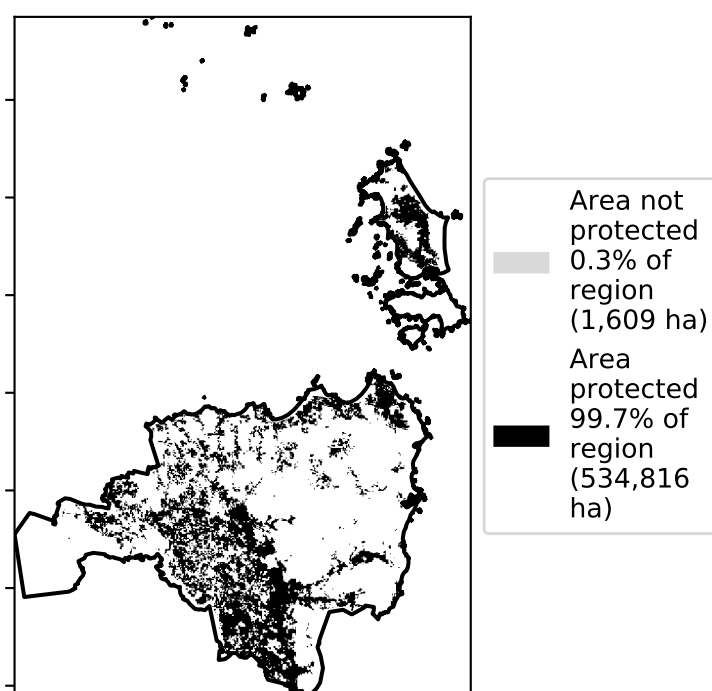 Area not
protected
0.3% of
region
(1,609 ha)
Area
protected
99.7% of
region
(534,816
ha)